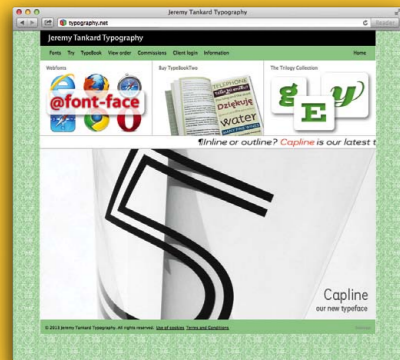 Jeremy Tankard Typography
typography.net
Reader
Jeremy Tankard Typography
Fonts Try TypeBook View order Commissions Client login Information Home
Webfonts
Buy TypeBookTwo
The Trilogy Collection
@font-face
TELEPHONE
Dziękuję
water
g E y
¶Inline or outline? Capline is our latest t
5
Capline
our new typeface
© 2013 Jeremy Tankard Typography. All rights reserved. Use of cookies Terms and Conditions